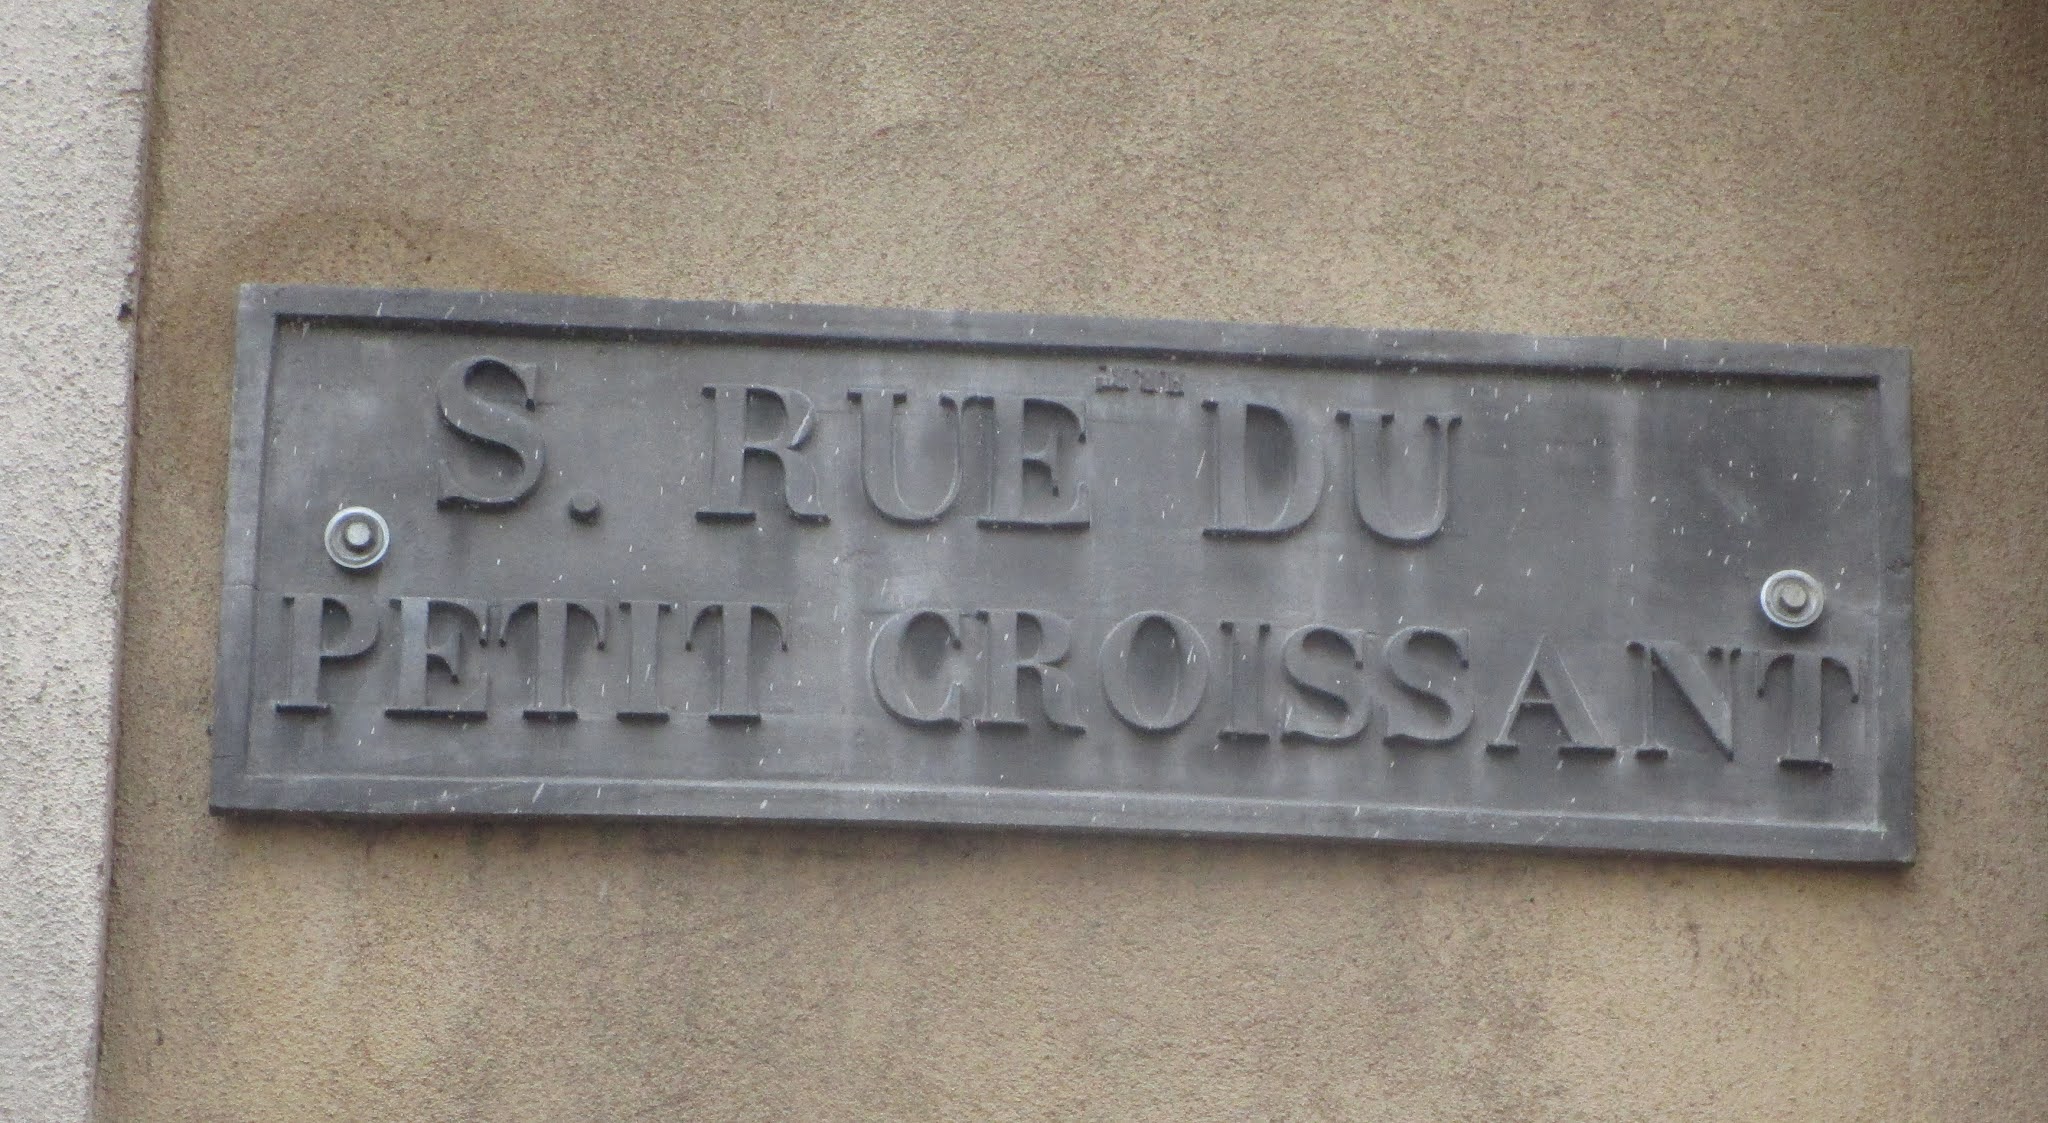 S. RUE DU
PETIT CROISSANT